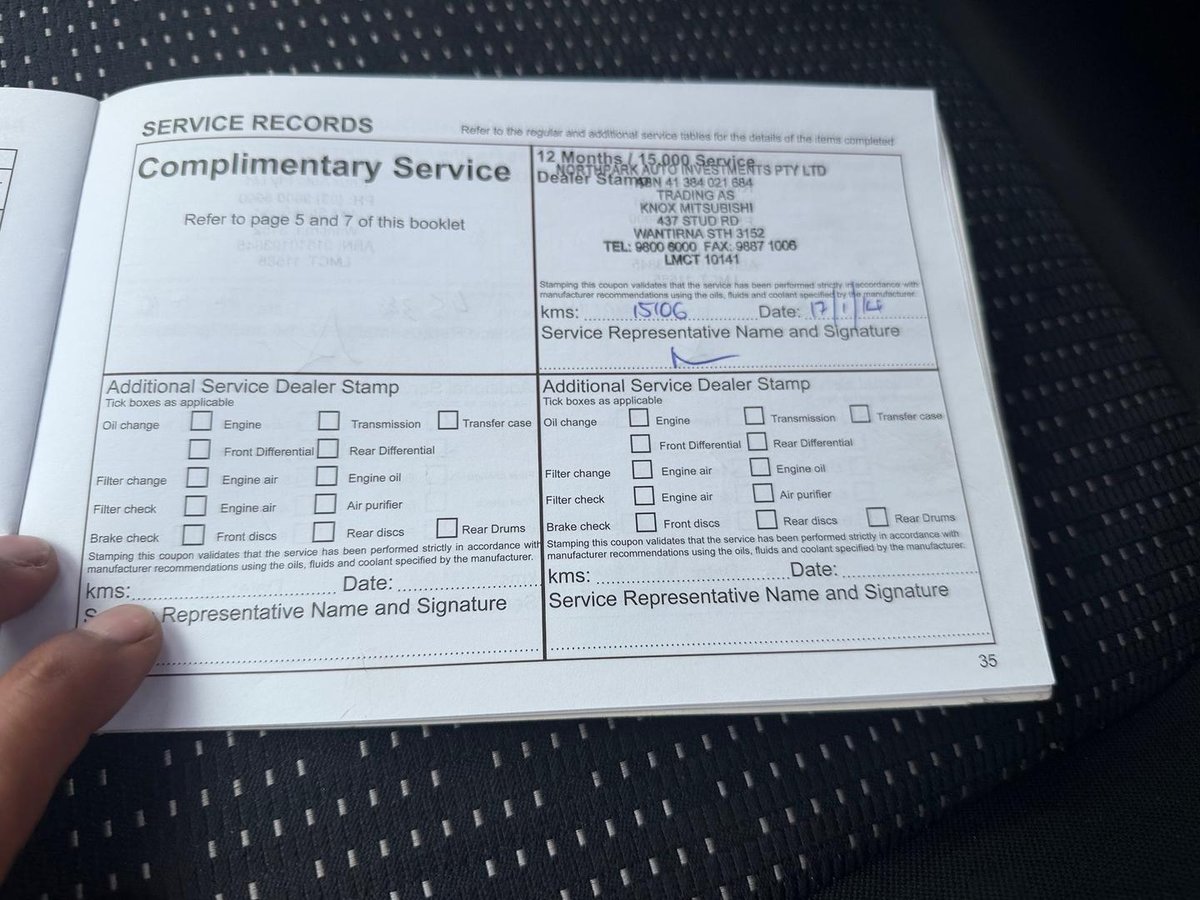 SERVICE RECORDS
Refer to the regular and additional service tables for the details of the items completed
Complimentary Service
Refer to page 5 and 7 of this booklet
12 Months / 15,000 Service
Dealer Stamp
NORTHPARK AUTO INVESTMENTS PTY LTD
ABN 41 384 021 684
TRADING AS
KNOX MITSUBISHI
437 STUD RD
WANTIRNA STH 3152
TEL: 9800 6000 FAX: 9887 1006
LMCT 10141
Stamping this coupon validates that the service has been performed strictly in accordance with
manufacturer recommendations using the oils, fluids and coolant specified by the manufacturer.
kms: 15106 Date: 17/1/
Service Representative Name and Signature
Additional Service Dealer Stamp
Tick boxes as applicable
Oil change Engine Transmission Transfer case
Front Differential Rear Differential
Filter change Engine air Engine oil
Filter check Engine air Air purifier
Brake check Front discs Rear discs Rear Drums
Stamping this coupon validates that the service has been performed strictly in accordance with
manufacturer recommendations using the oils, fluids and coolant specified by the manufacturer.
kms: Date:
Representative Name and Signature
Additional Service Dealer Stamp
Tick boxes as applicable
Oil change Engine Transmission Transfer case
Front Differential Rear Differential
Filter change Engine air Engine oil
Filter check Engine air Air purifier
Brake check Front discs Rear discs Rear Drums
Stamping this coupon validates that the service has been performed strictly in accordance with
manufacturer recommendations using the oils, fluids and coolant specified by the manufacturer.
kms: Date:
Service Representative Name and Signature
35